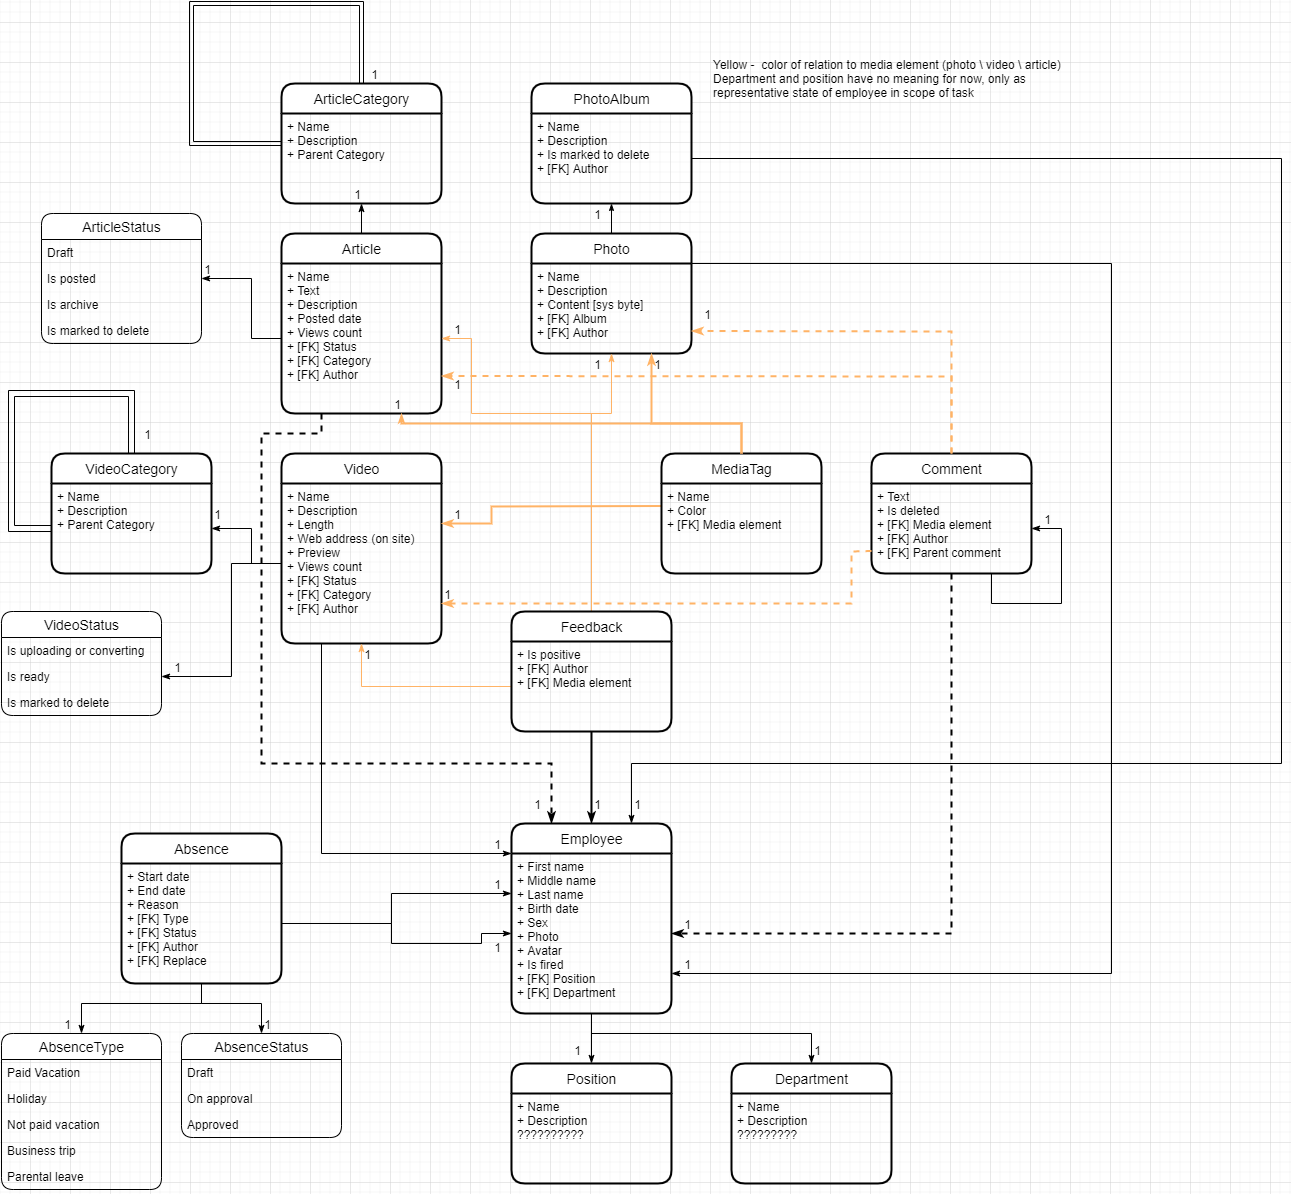 Yellow - color of relation to media element (photo \ video \ article)
Department and position have no meaning for now, only as
representative state of employee in scope of task
1
ArticleCategory
+ Name
+ Description
+ Parent Category
1
PhotoAlbum
+ Name
+ Description
+ Is marked to delete
+ [FK] Author
1
ArticleStatus
Draft
Is posted
Is archive
Is marked to delete
1
Article
+ Name
+ Text
+ Description
+ Posted date
+ Views count
+ [FK] Status
+ [FK] Category
+ [FK] Author
1
1
1
Photo
+ Name
+ Description
+ Content [sys byte]
+ [FK] Album
+ [FK] Author
1
1
1
1
VideoCategory
+ Name
+ Description
+ Parent Category
1
Video
+ Name
+ Description
+ Length
+ Web address (on site)
+ Preview
+ Views count
+ [FK] Status
+ [FK] Category
+ [FK] Author
1
1
1
MediaTag
+ Name
+ Color
+ [FK] Media element
Comment
+ Text
+ Is deleted
+ [FK] Media element
+ [FK] Author
+ [FK] Parent comment
1
VideoStatus
Is uploading or converting
Is ready
Is marked to delete
1
Feedback
+ Is positive
+ [FK] Author
+ [FK] Media element
1
1
1
Absence
+ Start date
+ End date
+ Reason
+ [FK] Type
+ [FK] Status
+ [FK] Author
+ [FK] Replace
1
1
1
Employee
+ First name
+ Middle name
+ Last name
+ Birth date
+ Sex
+ Photo
+ Avatar
+ Is fired
+ [FK] Position
+ [FK] Department
1
1
1
AbsenceType
Paid Vacation
Holiday
Not paid vacation
Business trip
Parental leave
1
AbsenceStatus
Draft
On approval
Approved
1
Position
+ Name
+ Description
??????????
1
Department
+ Name
+ Description
?????????